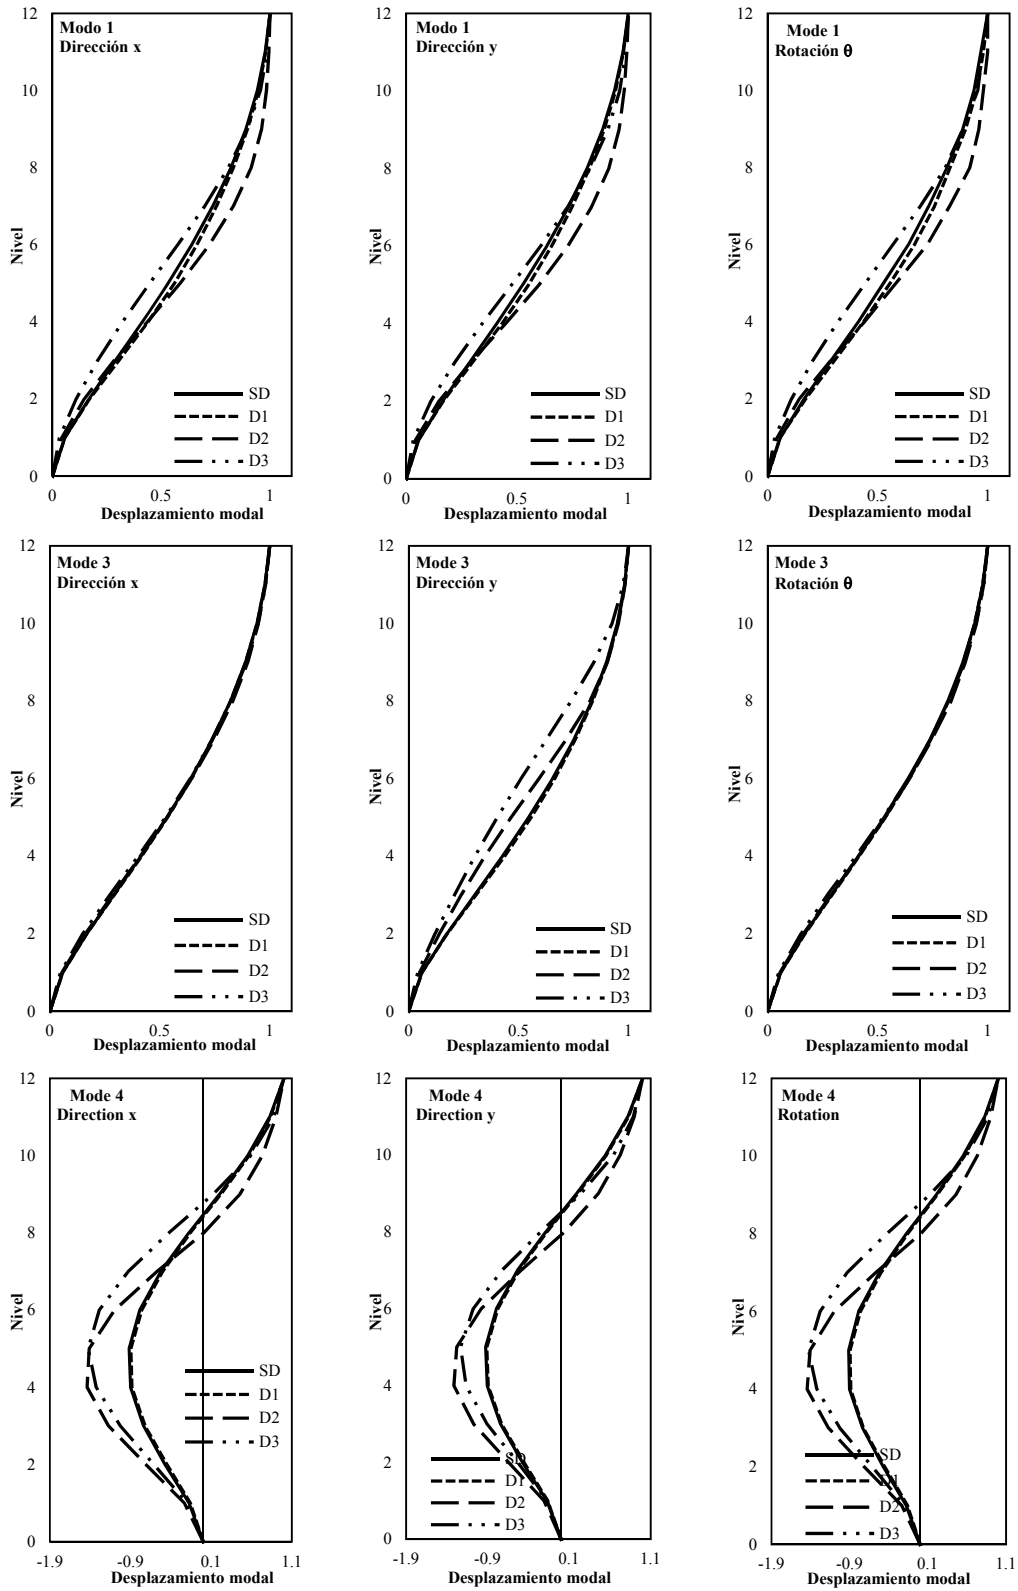 Modo 1
Dirección x
12
10
8
6
4
2
0
Nivel
SD
D1
D2
D3
0 0.5 1
Desplazamiento modal
Modo 1
Dirección y
12
10
8
6
4
2
0
Nivel
SD
D1
D2
D3
0 0.5 1
Desplazamiento modal
Mode 1
Rotación θ
12
10
8
6
4
2
0
Nivel
SD
D1
D2
D3
0 0.5 1
Desplazamiento modal
Mode 3
Dirección x
12
10
8
6
4
2
0
Nivel
SD
D1
D2
D3
0 0.5 1
Desplazamiento modal
Mode 3
Dirección y
12
10
8
6
4
2
0
Nivel
SD
D1
D2
D3
0 0.5 1
Desplazamiento modal
Mode 3
Rotación θ
12
10
8
6
4
2
0
Nivel
SD
D1
D2
D3
0 0.5 1
Desplazamiento modal
Mode 4
Direction x
12
10
8
6
4
2
0
Nivel
SD
D1
D2
D3
-1.9 -0.9 0.1 1.1
Desplazamiento modal
Mode 4
Direction y
12
10
8
6
4
2
0
Nivel
SD
D1
D2
D3
-1.9 -0.9 0.1 1.1
Desplazamiento modal
Mode 4
Rotation
12
10
8
6
4
2
0
Nivel
SD
D1
D2
D3
-1.9 -0.9 0.1 1.1
Desplazamiento modal